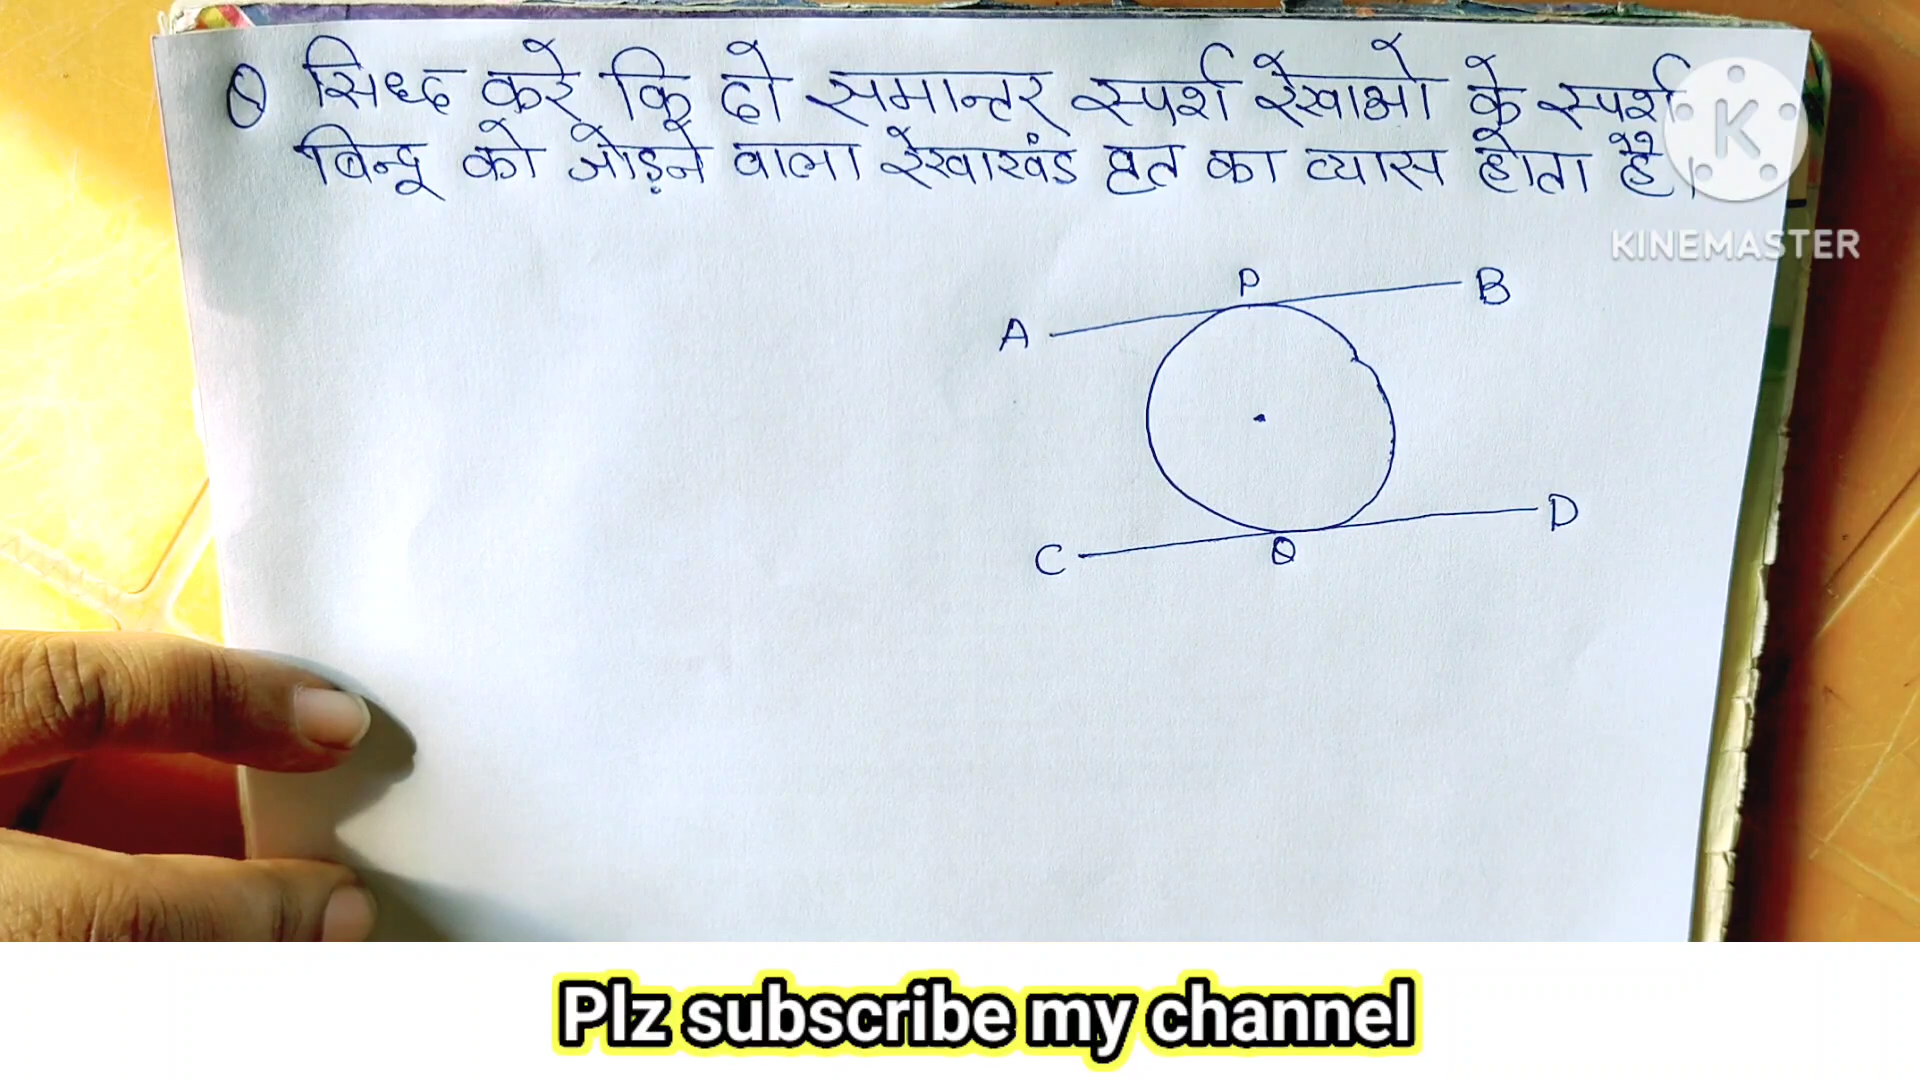 Q सिध्द करे कि दो समान्तर स्पर्श रेखाओ के स्पर्श
बिन्दू को जोड़ने वाला रेखाखंड वृत का व्यास होता है।
K
KINEMASTER
P
B
A
D
C
Q
Plz subscribe my channel